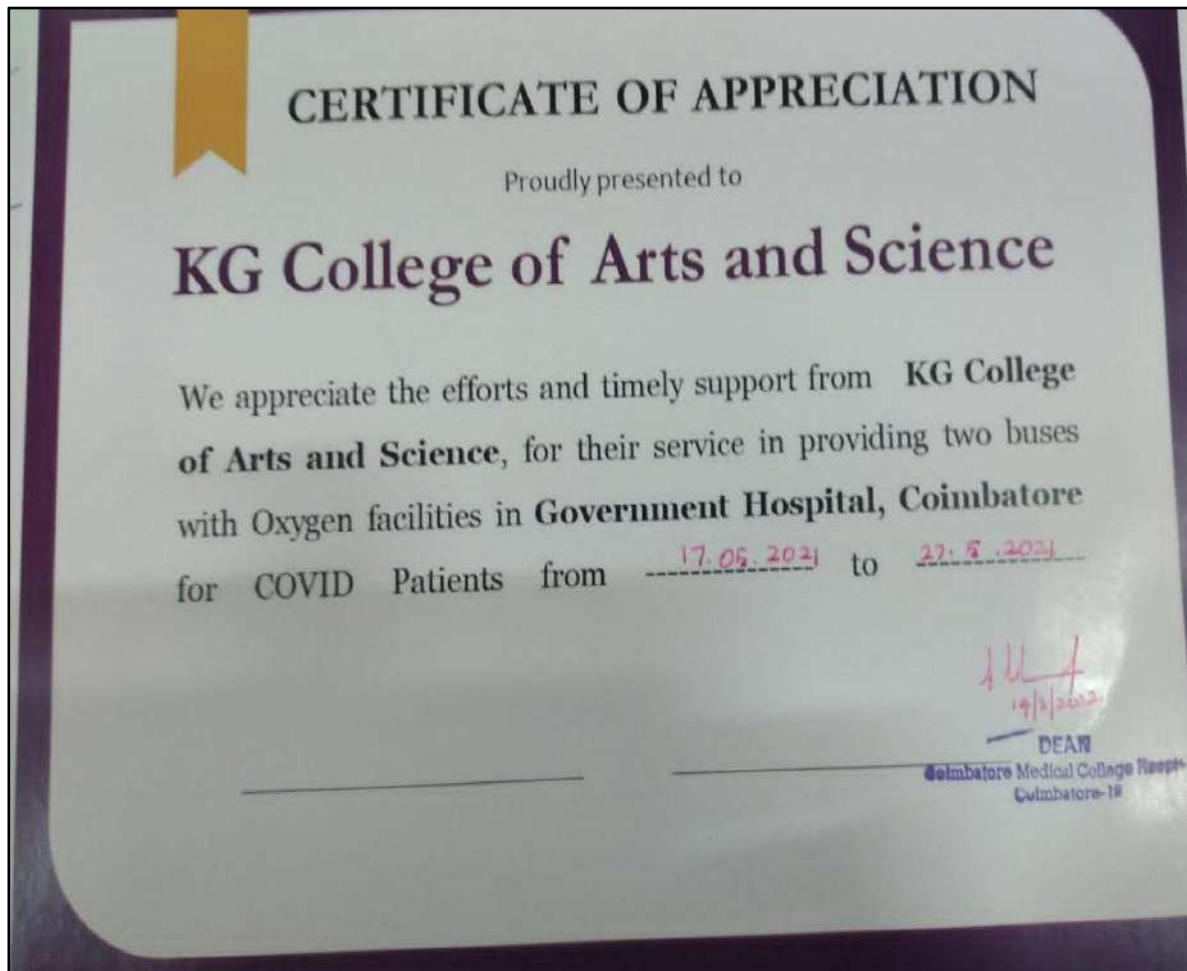 CERTIFICATE OF APPRECIATION
Proudly presented to
KG College of Arts and Science
We appreciate the efforts and timely support from KG College
of Arts and Science, for their service in providing two buses
with Oxygen facilities in Government Hospital, Coimbatore
for COVID Patients from 17.05.2021 to 27.5.2021
DEAN
Coimbatore Medical College
Coimbatore-18